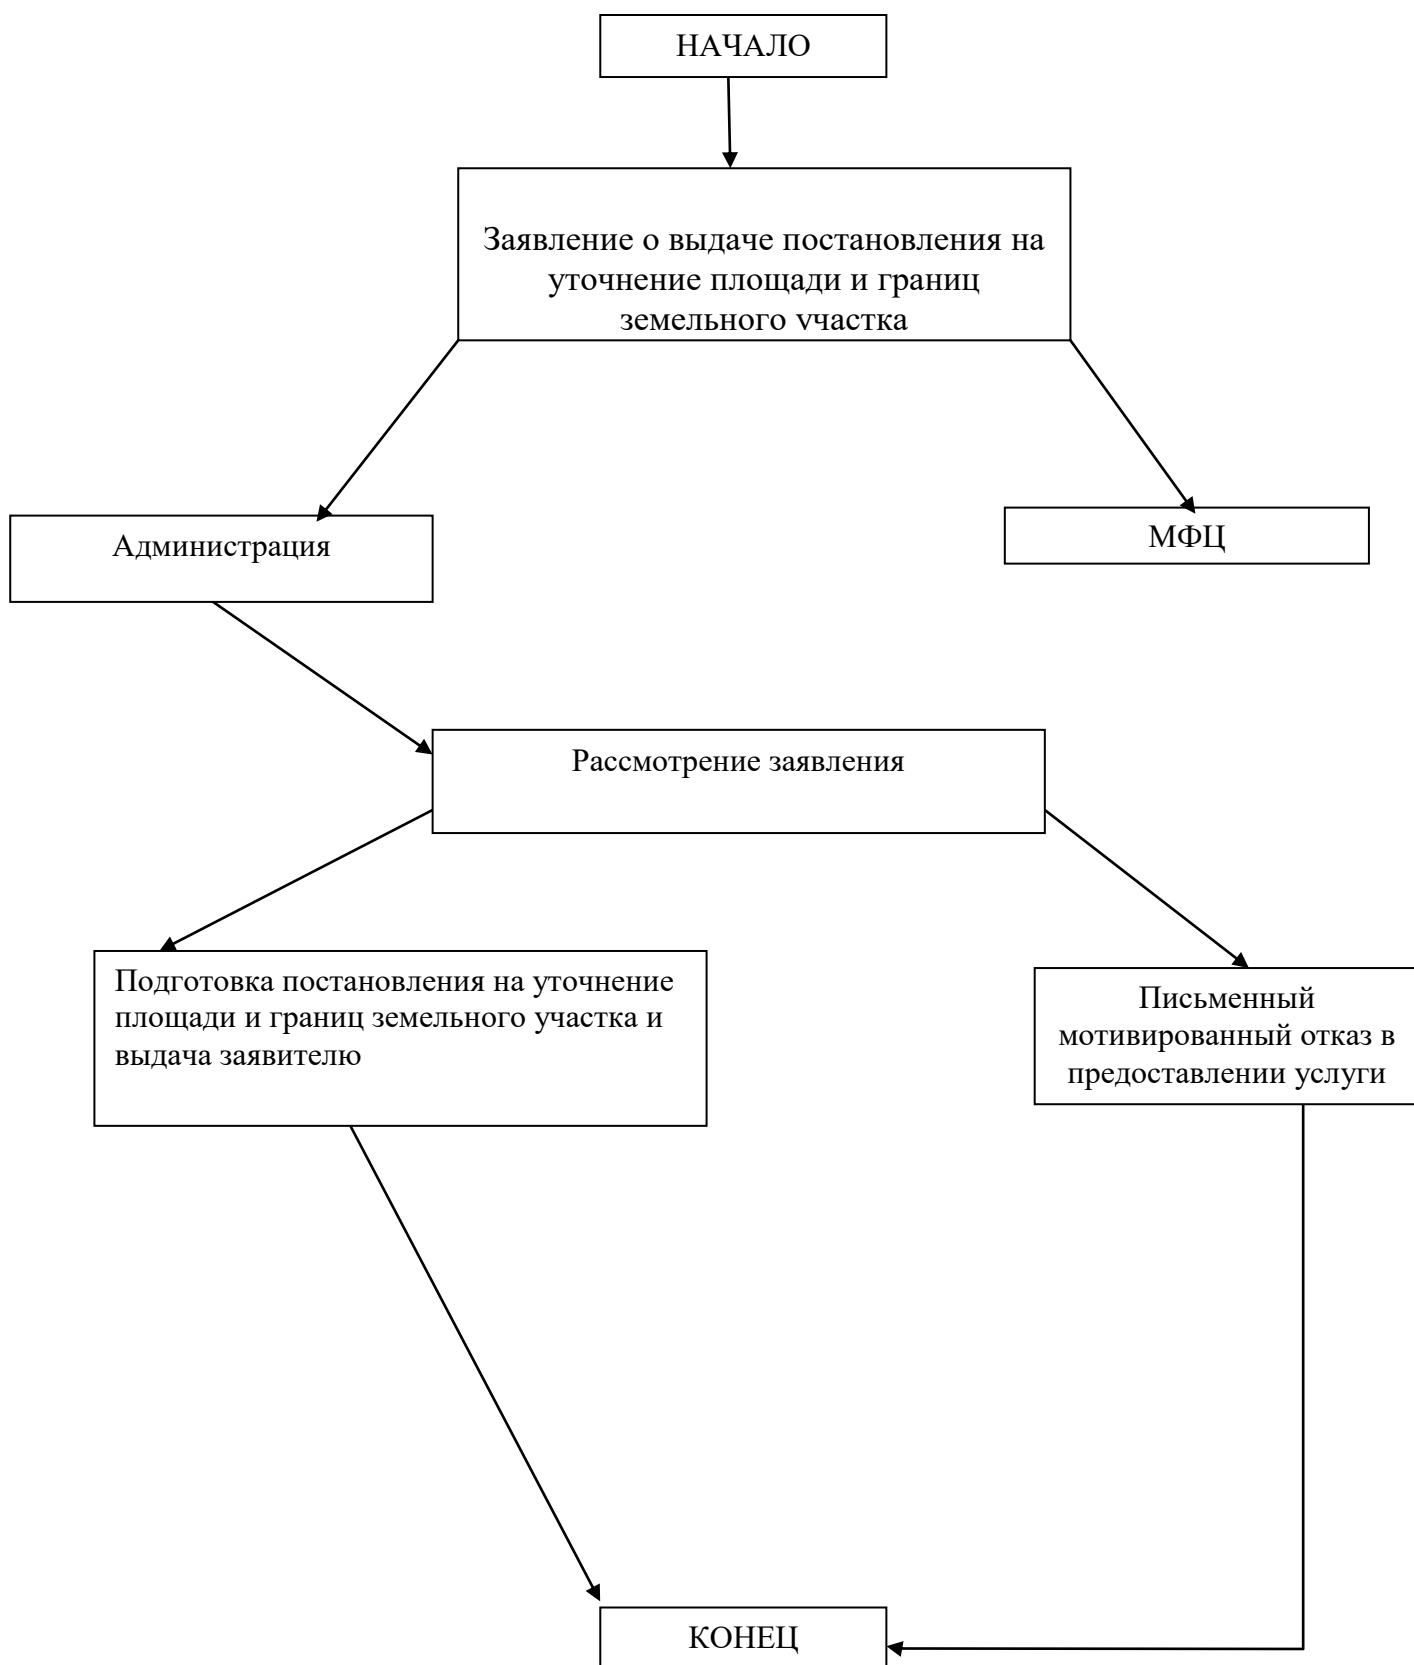 НАЧАЛО
Заявление о выдаче постановления на
уточнение площади и границ
земельного участка
Администрация
МФЦ
Рассмотрение заявления
Подготовка постановления на уточнение
площади и границ земельного участка и
выдача заявителю
Письменный
мотивированный отказ в
предоставлении услуги
КОНЕЦ